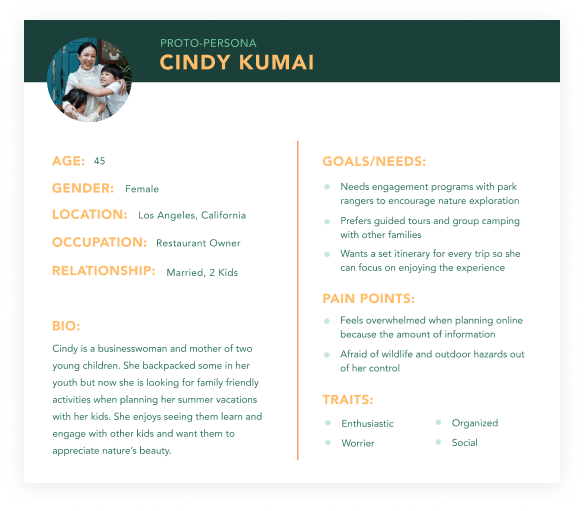 PROTO-PERSONA
CINDY KUMAI
AGE: 45
GENDER: Female
LOCATION: Los Angeles, California
OCCUPATION: Restaurant Owner
RELATIONSHIP: Married, 2 Kids
BIO:
Cindy is a businesswoman and mother of two
young children. She backpacked some in her
youth but now she is looking for family friendly
activities when planning her summer vacations
with her kids. She enjoys seeing them learn and
engage with other kids and want them to
appreciate nature's beauty.
GOALS/NEEDS:
Needs engagement programs with park
rangers to encourage nature exploration
Prefers guided tours and group camping
with other families
Wants a set itinerary for every trip so she
can focus on enjoying the experience
PAIN POINTS:
Feels overwhelmed when planning online
because the amount of information
Afraid of wildlife and outdoor hazards out
of her control
TRAITS:
Enthusiastic
Organized
Worrier
Social